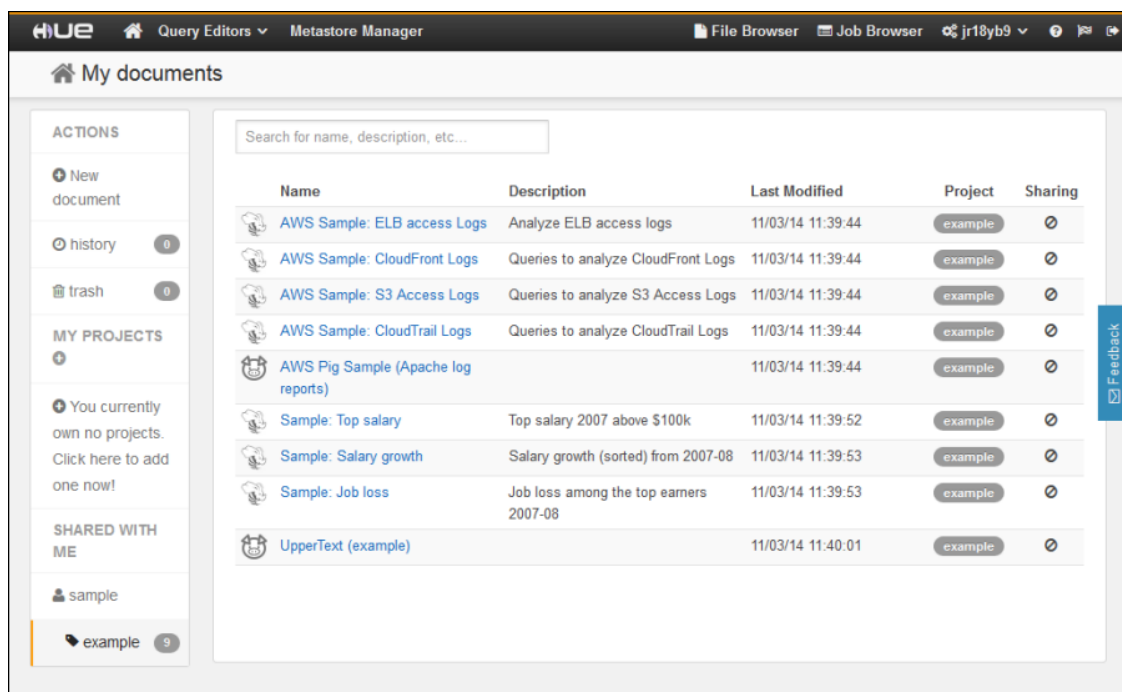 HUE Query Editors Metastore Manager File Browser Job Browser jr18yb9
My documents
ACTIONS
New
document
history 0
trash 0
MY PROJECTS
You currently
own no projects.
Click here to add
one now!
SHARED WITH
ME
sample
example 9
Search for name, description, etc...
Name Description Last Modified Project Sharing
AWS Sample: ELB access Logs Analyze ELB access logs 11/03/14 11:39:44 example
AWS Sample: CloudFront Logs Queries to analyze CloudFront Logs 11/03/14 11:39:44 example
AWS Sample: S3 Access Logs Queries to analyze S3 Access Logs 11/03/14 11:39:44 example
AWS Sample: CloudTrail Logs Queries to analyze CloudTrail Logs 11/03/14 11:39:44 example
AWS Pig Sample (Apache log 11/03/14 11:39:44 example
reports)
Sample: Top salary Top salary 2007 above $100k 11/03/14 11:39:52 example
Sample: Salary growth Salary growth (sorted) from 2007-08 11/03/14 11:39:53 example
Sample: Job loss Job loss among the top earners 11/03/14 11:39:53 example
2007-08
UpperText (example) 11/03/14 11:40:01 example
Feedback